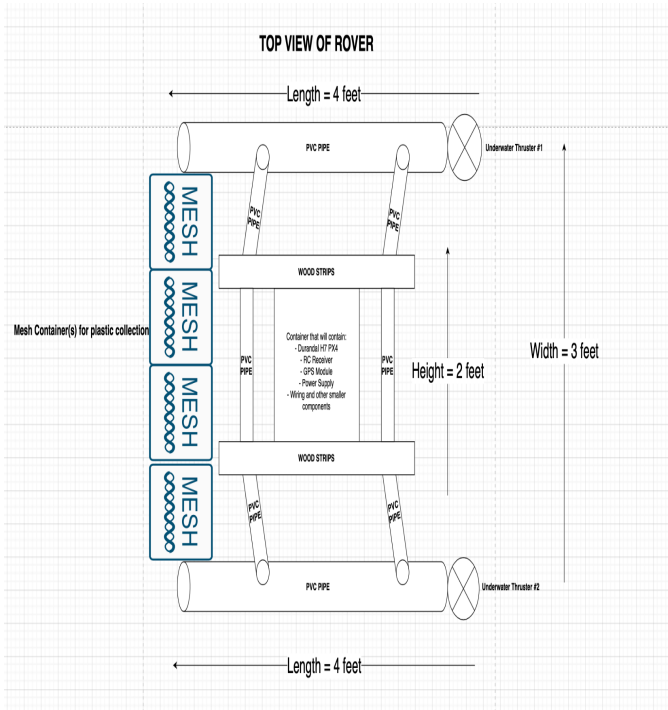 TOP VIEW OF ROVER
Length = 4 feet
PVC PIPE
Underwater Thruster #1
MESH
PVC
PIPE
PVC
PIPE
WOOD STRIPS
MESH
Mesh Container(s) for plastic collection
Container that will contain:
- Durandal H7 PX4
- RC Receiver
- GPS Module
- Power Supply
- Wiring and other smaller
components
PVC
PIPE
PVC
PIPE
Height = 2 feet
Width = 3 feet
MESH
WOOD STRIPS
MESH
PVC
PIPE
PVC
PIPE
PVC PIPE
Underwater Thruster #2
Length = 4 feet